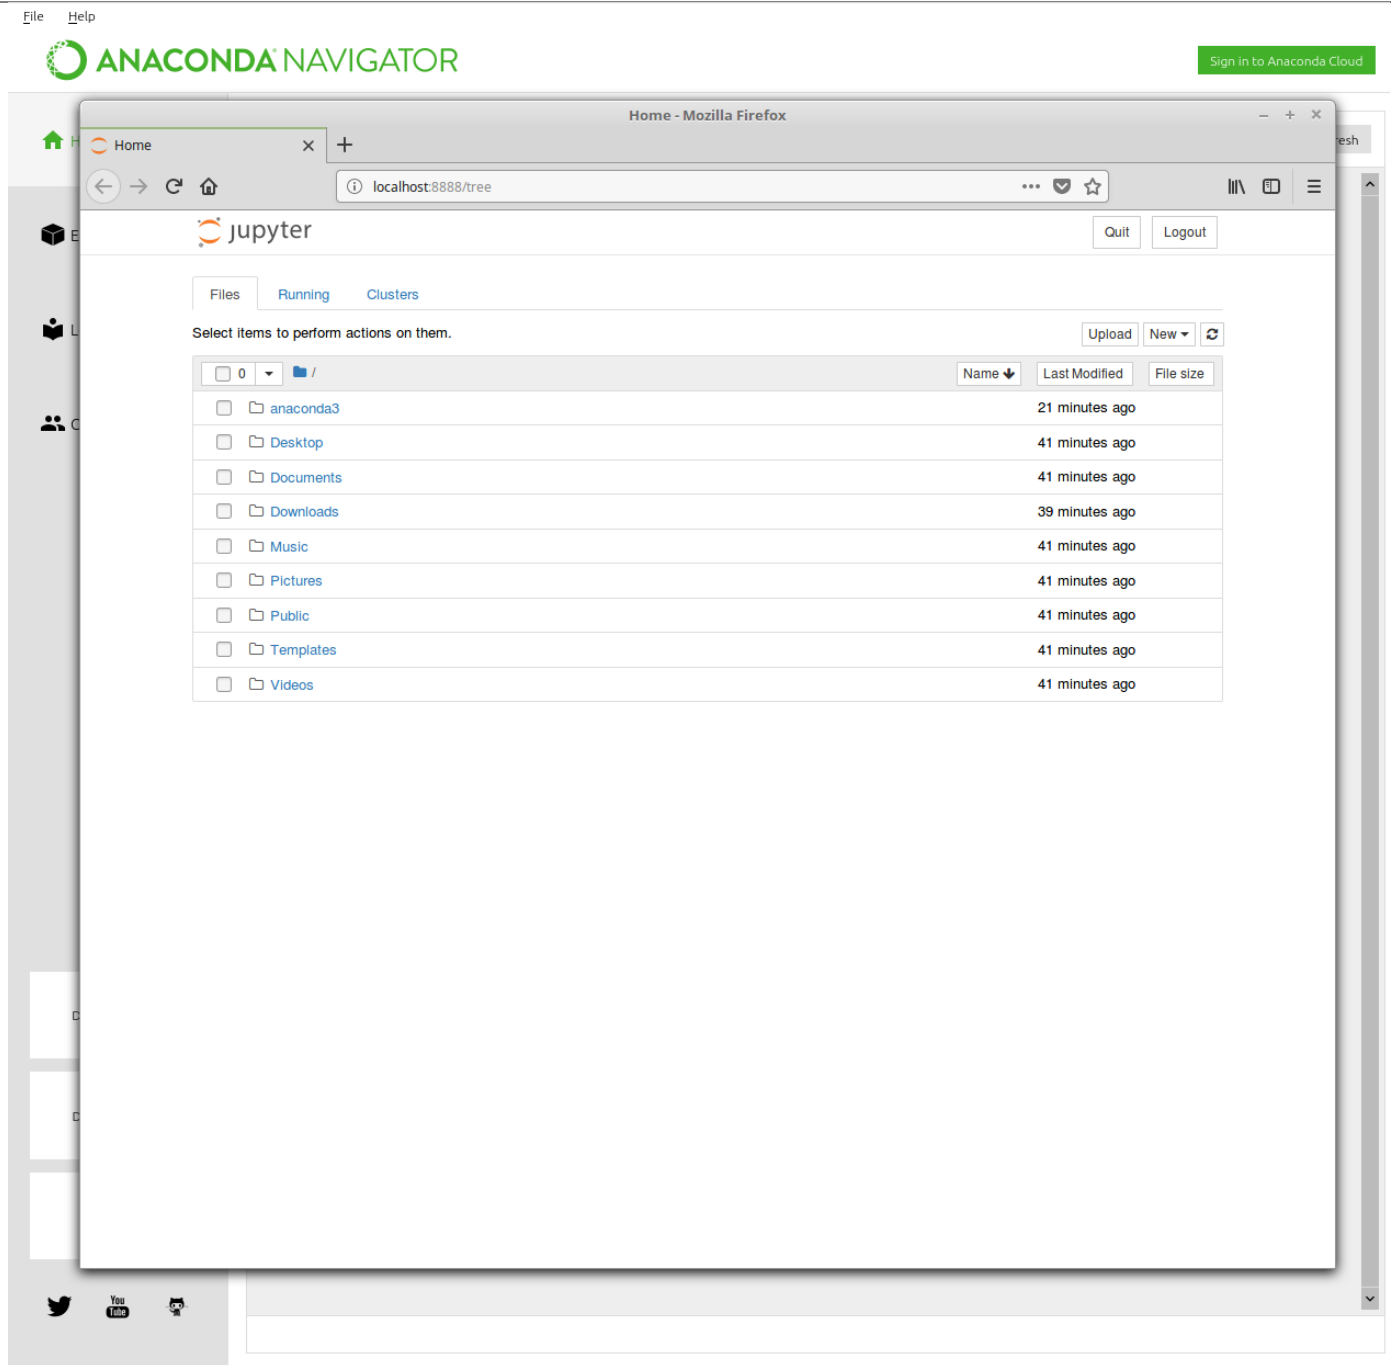 File Help
ANACONDA NAVIGATOR
Sign in to Anaconda Cloud
Home - Mozilla Firefox
Home
localhost:8888/tree
jupyter
Quit Logout
Files Running Clusters
Select items to perform actions on them.
Upload New
0 / Name Last Modified File size
anaconda3 21 minutes ago
Desktop 41 minutes ago
Documents 41 minutes ago
Downloads 39 minutes ago
Music 41 minutes ago
Pictures 41 minutes ago
Public 41 minutes ago
Templates 41 minutes ago
Videos 41 minutes ago
You
Tube